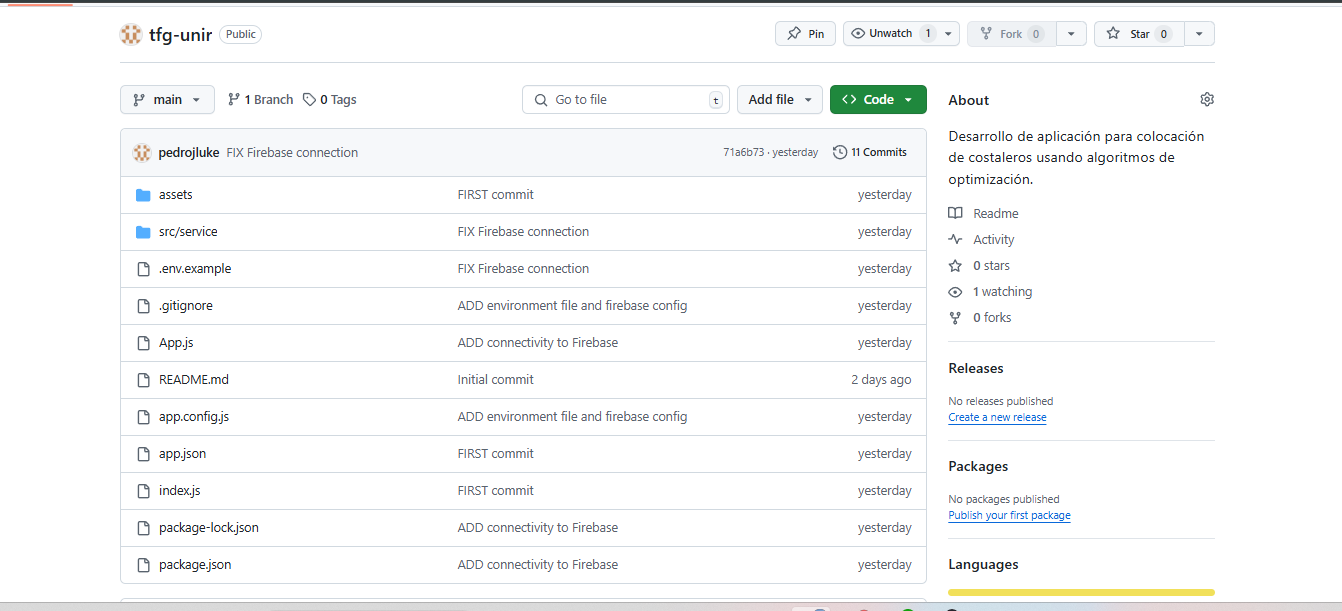 tfg-unir Public Pin Unwatch 1 Fork 0 Star 0
main 1 Branch 0 Tags Go to file t Add file Code
pedrojluke FIX Firebase connection 71a6b73 · yesterday 11 Commits
assets FIRST commit yesterday
src/service FIX Firebase connection yesterday
.env.example FIX Firebase connection yesterday
.gitignore ADD environment file and firebase config yesterday
App.js ADD connectivity to Firebase yesterday
README.md Initial commit 2 days ago
app.config.js ADD environment file and firebase config yesterday
app.json FIRST commit yesterday
index.js FIRST commit yesterday
package-lock.json ADD connectivity to Firebase yesterday
package.json ADD connectivity to Firebase yesterday
About
Desarrollo de aplicación para colocación
de costaleros usando algoritmos de
optimización.
Readme
Activity
0 stars
1 watching
0 forks
Releases
No releases published
Create a new release
Packages
No packages published
Publish your first package
Languages